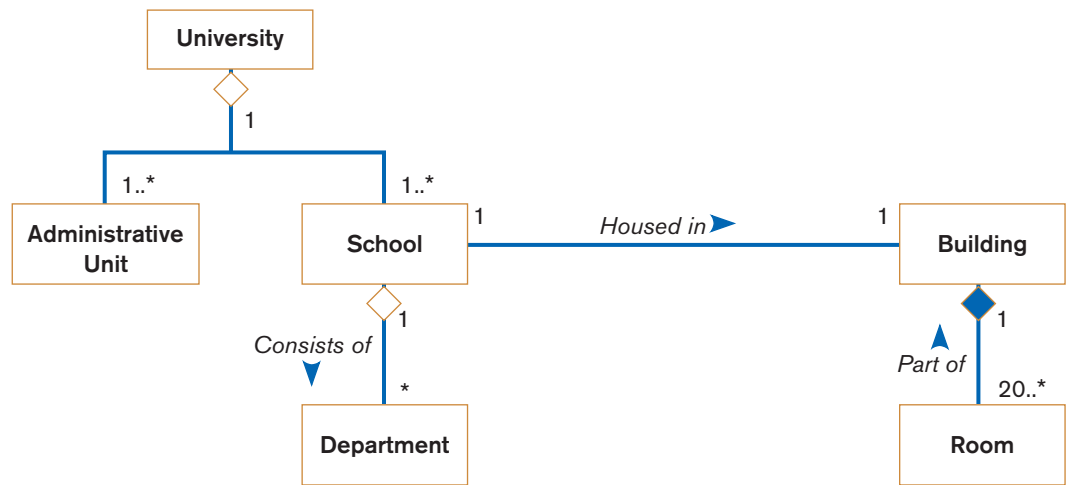 University
1
1..*
1..*
Administrative
Unit
School
1
Housed in
1
Building
1
Consists of
*
Department
1
Part of
20..*
Room